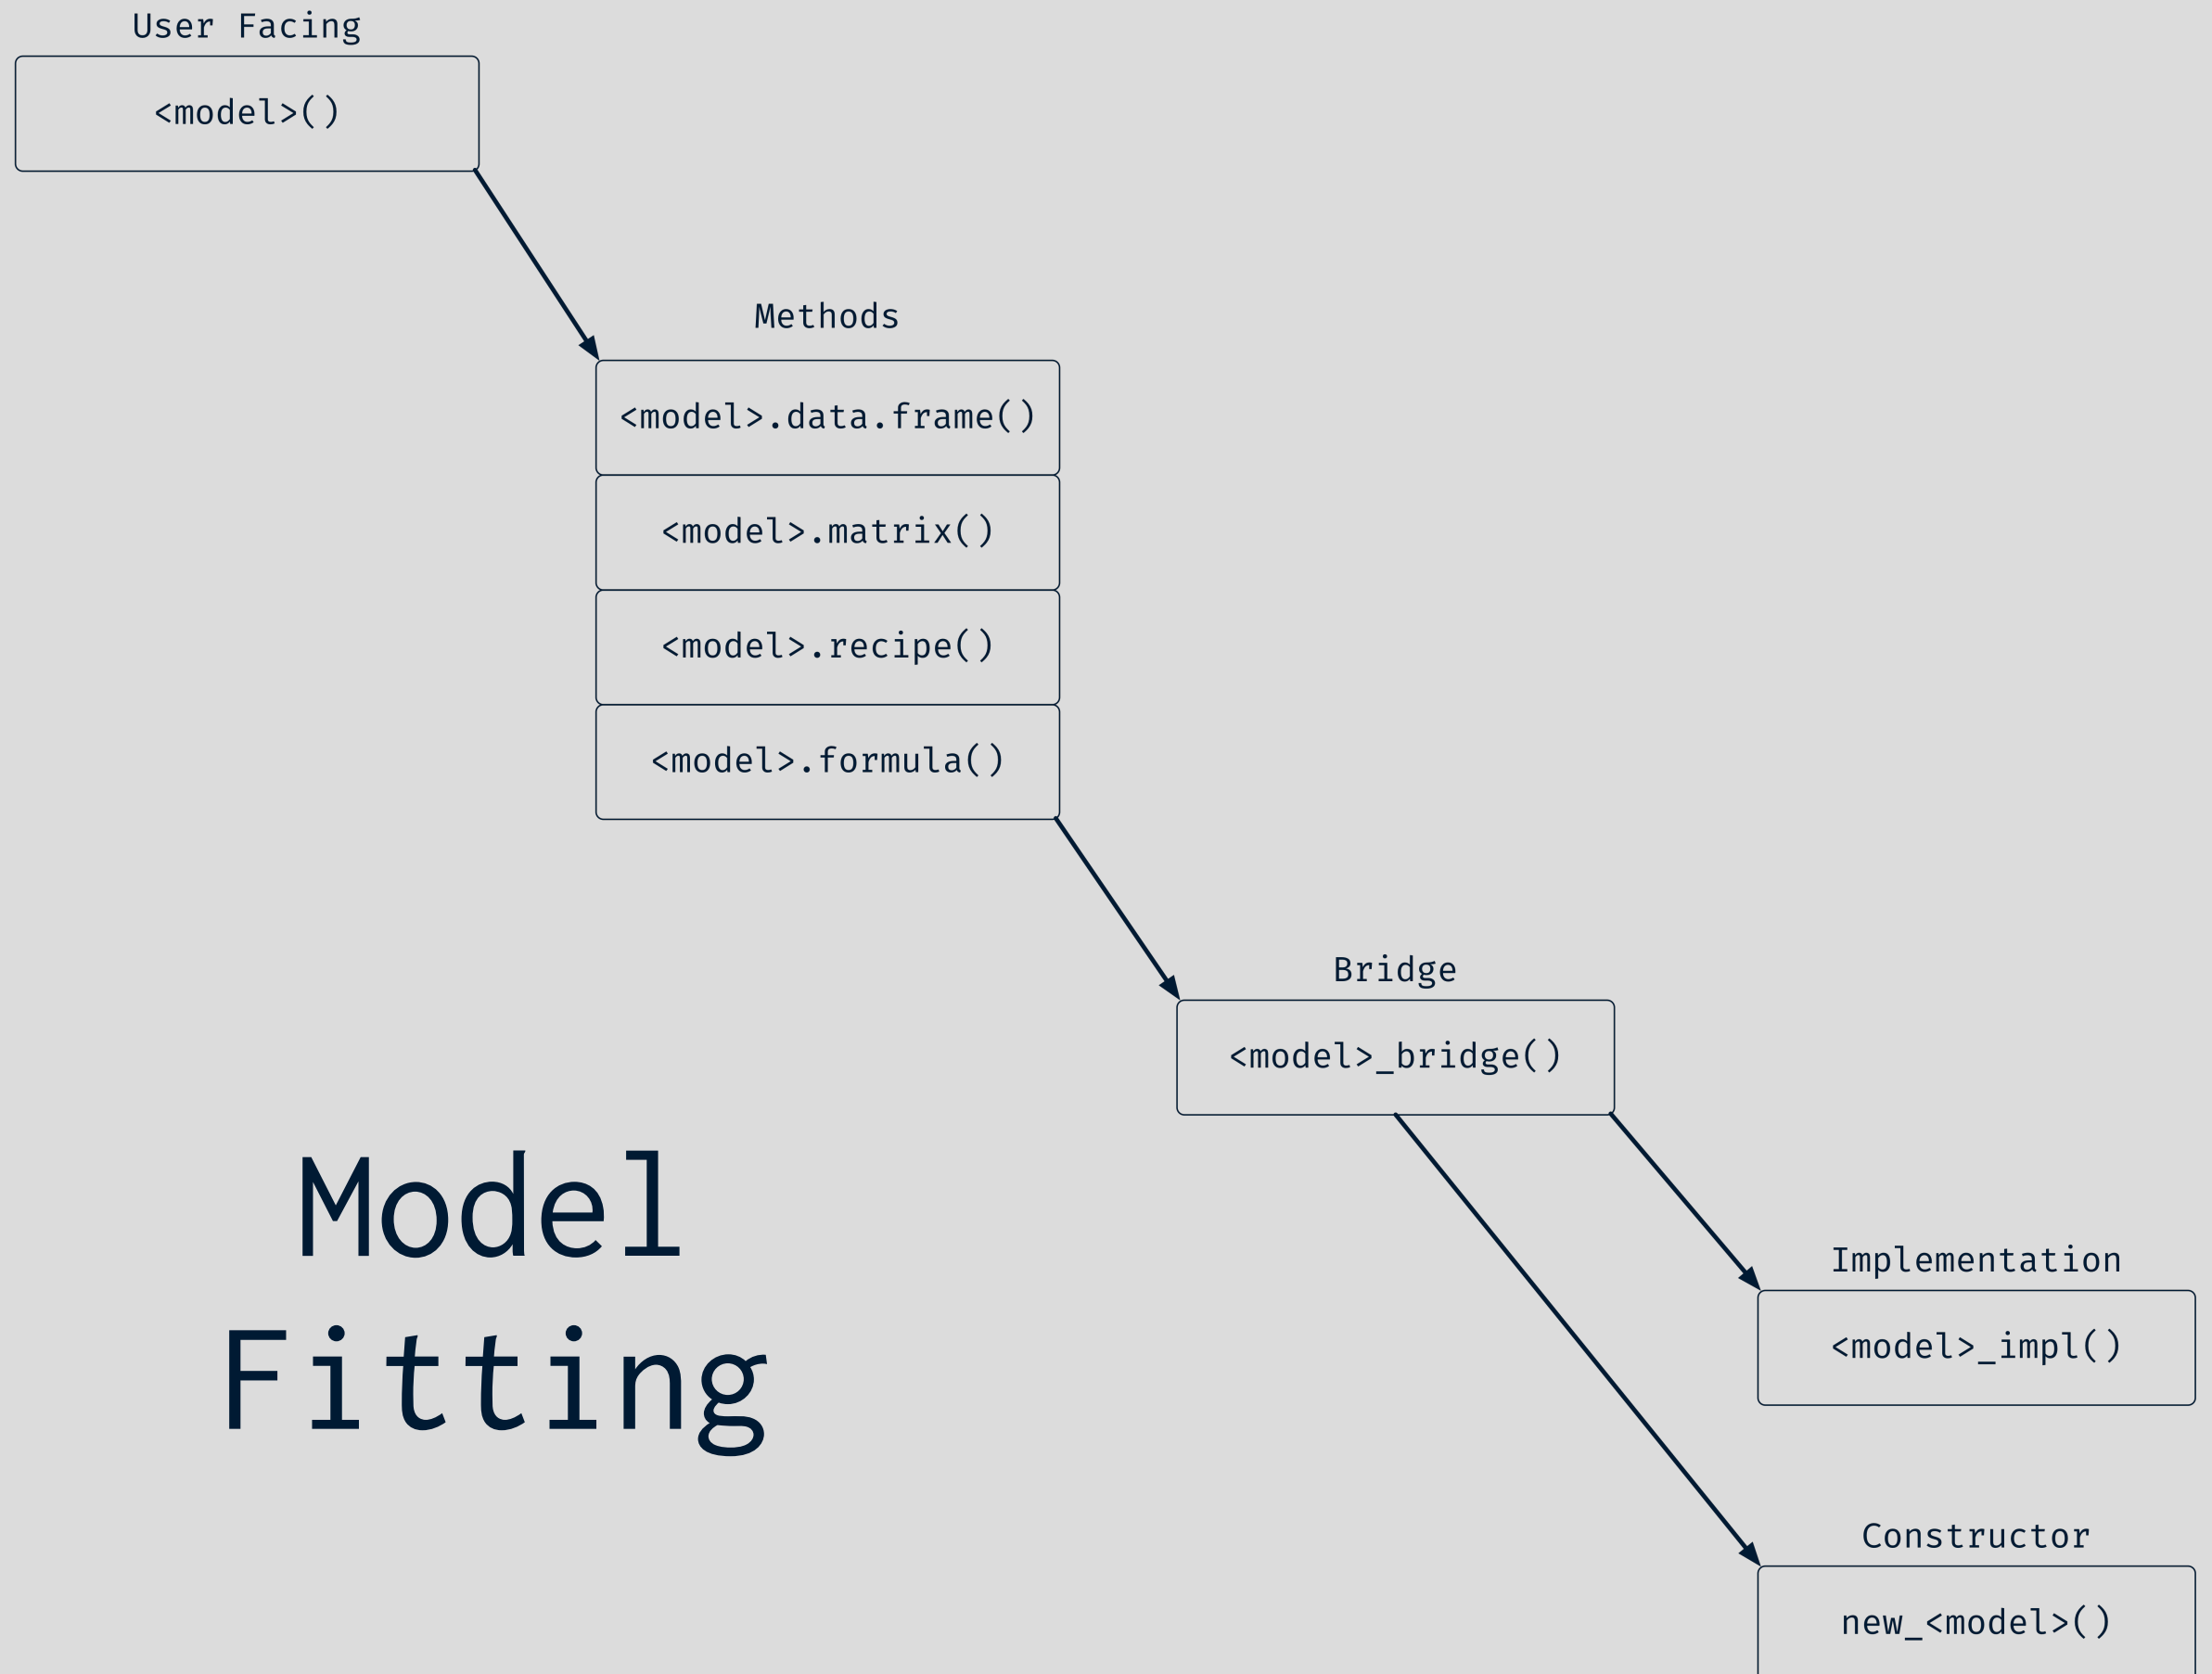 User Facing
<model>()
Methods
<model>.data.frame()
<model>.matrix()
<model>.recipe()
<model>.formula()
Bridge
<model>_bridge()
Model
Fitting
Implementation
<model>_impl()
Constructor
new_<model>()